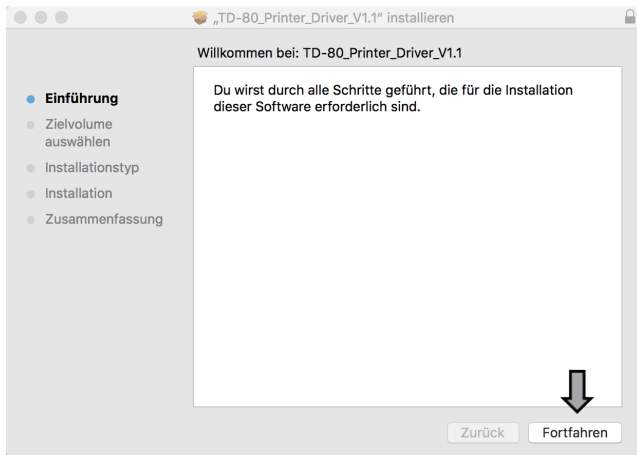 „TD-80_Printer_Driver_V1.1“ installieren
Willkommen bei: TD-80_Printer_Driver_V1.1
Einführung
Zielvolume
auswählen
Installationstyp
Installation
Zusammenfassung
Du wirst durch alle Schritte geführt, die für die Installation
dieser Software erforderlich sind.
Zurück
Fortfahren